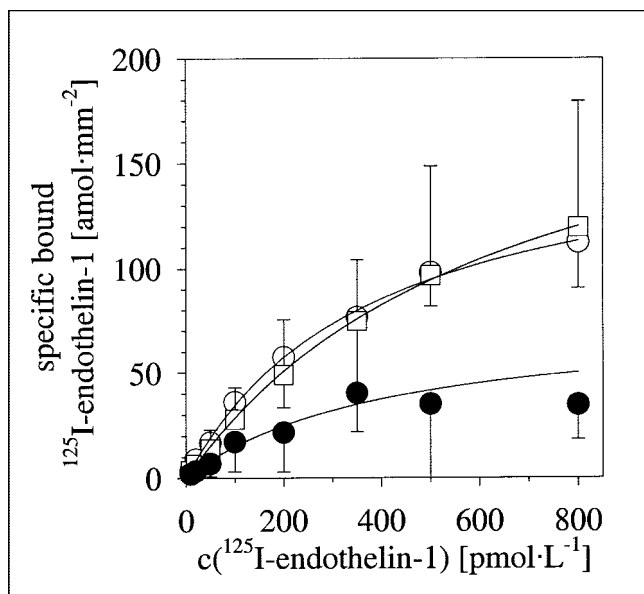 200
150
100
50
0
specific bound
¹²⁵I-endothelin-1 [amol·mm⁻²]
0 200 400 600 800
c(¹²⁵I-endothelin-1) [pmol·L⁻¹]